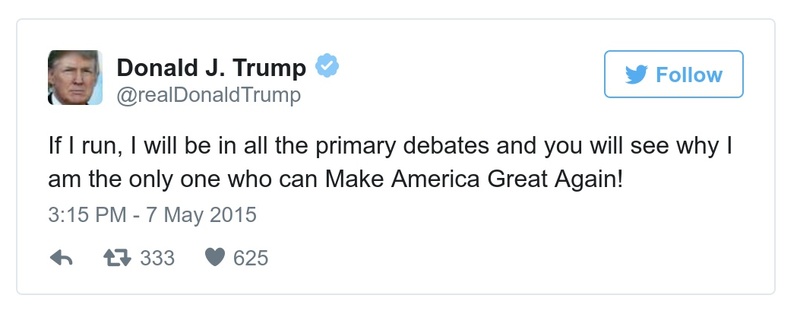 Donald J. Trump
@realDonaldTrump
Follow
If I run, I will be in all the primary debates and you will see why I
am the only one who can Make America Great Again!
3:15 PM - 7 May 2015
333 625